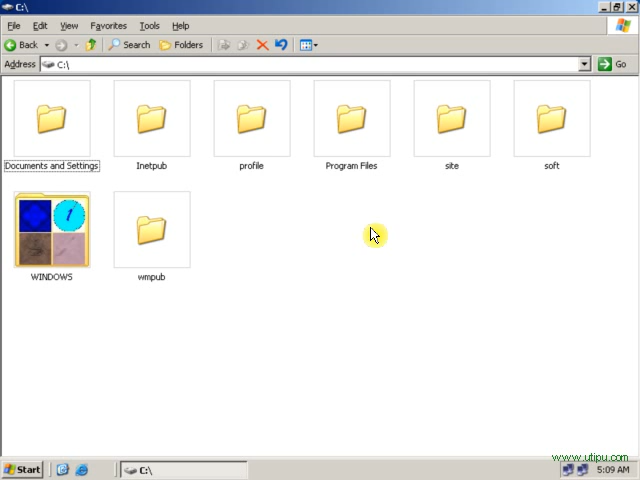 C:\
File Edit View Favorites Tools Help
Back Search Folders
Address C:\ Go
Documents and Settings Inetpub profile Program Files site soft
1
WINDOWS wmpub
www.utipu.com
Start C:\ 5:09 AM